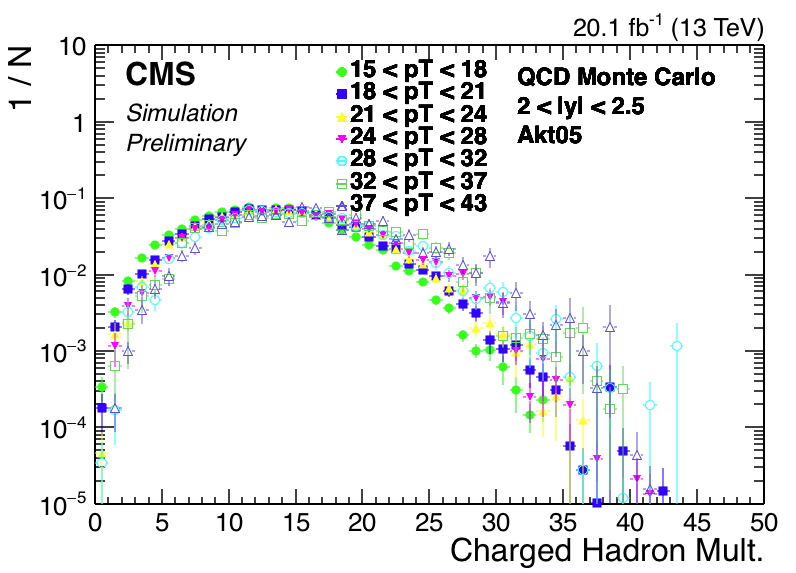 20.1 fb⁻¹ (13 TeV)
1 / N
CMS
Simulation
Preliminary
15 < pT < 18
18 < pT < 21
21 < pT < 24
24 < pT < 28
28 < pT < 32
32 < pT < 37
37 < pT < 43
QCD Monte Carlo
2 < lyl < 2.5
Akt05
10
1
10⁻¹
10⁻²
10⁻³
10⁻⁴
10⁻⁵
0 5 10 15 20 25 30 35 40 45 50
Charged Hadron Mult.